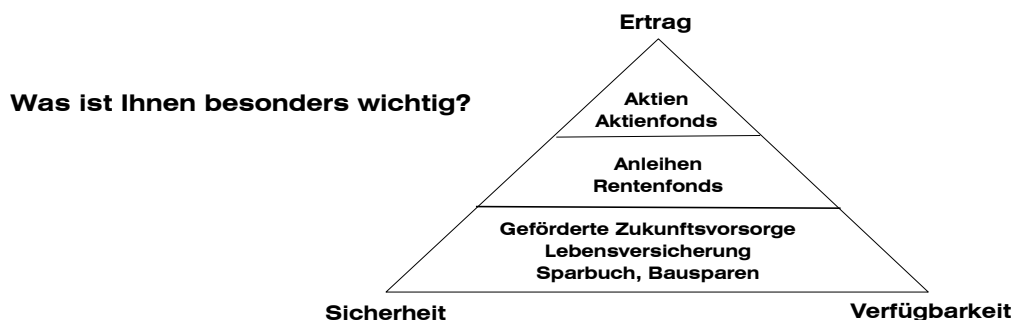 Ertrag
Was ist Ihnen besonders wichtig?
Aktien
Aktienfonds
Anleihen
Rentenfonds
Geförderte Zukunftsvorsorge
Lebensversicherung
Sparbuch, Bausparen
Sicherheit
Verfügbarkeit